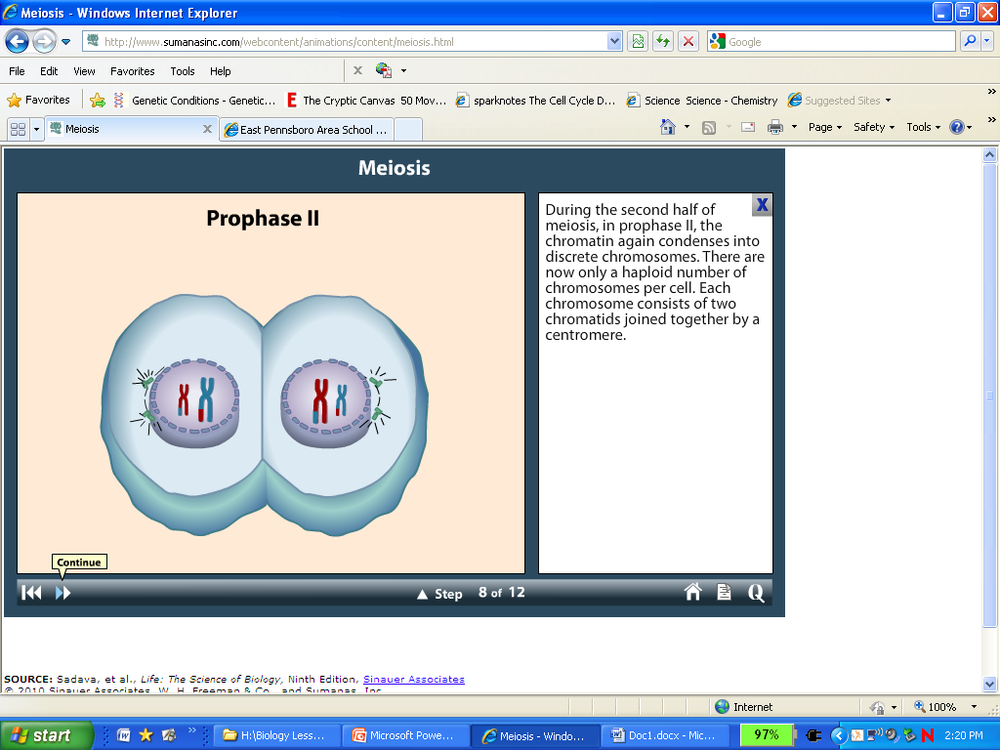 Meiosis - Windows Internet Explorer
http://www.sumanasinc.com/webcontent/animations/content/meiosis.html
Google
File Edit View Favorites Tools Help
X
Favorites Genetic Conditions - Genetic... E The Cryptic Canvas 50 Mov... sparknotes The Cell Cycle D... Science Science - Chemistry Suggested Sites
Meiosis X East Pennsboro Area School ... Page Safety Tools
Meiosis
Prophase II
X
During the second half of
meiosis, in prophase II, the
chromatin again condenses into
discrete chromosomes. There are
now only a haploid number of
chromosomes per cell. Each
chromosome consists of two
chromatids joined together by a
centromere.
Continue
Step 8 of 12 Q
SOURCE: Sadava, et al., Life: The Science of Biology, Ninth Edition, Sinauer Associates
© 2010 Sinauer Associates, W. H. Freeman & Co., and Sumanas, Inc.
Internet 100%
start H:\Biology Less... Microsoft Powe... Meiosis - Windo... Doc1.docx - Mic... 97% 2:20 PM